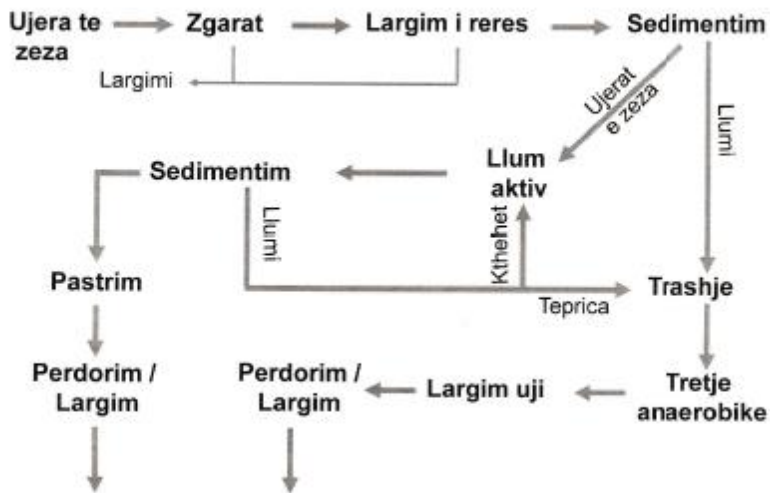 Ujera te
zeza
Zgarat
Largim i reres
Sedimentim
Largimi
Ujerat
e zeza
Llumi
Sedimentim
Llum
aktiv
Llumi
Kthehet
Pastrim
Teprica
Trashje
Perdorim /
Largim
Perdorim /
Largim
Largim uji
Tretje
anaerobike